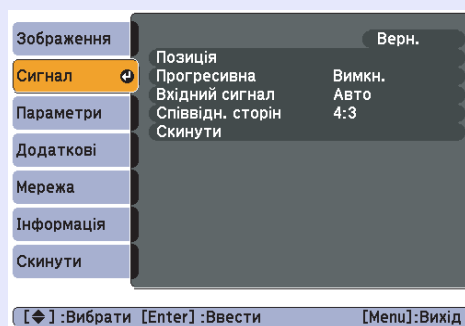 Зображення
Сигнал
Параметри
Додаткові
Мережа
Інформація
Скинути
Верн.
Позиція
Прогресивна Вимкн.
Вхідний сигнал Авто
Співвідн. сторін 4:3
Скинути
[◆] :Вибрати [Enter] :Ввести [Menu]:Вихід